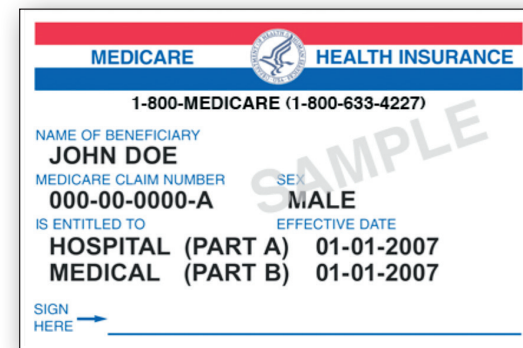 MEDICARE HEALTH INSURANCE
1-800-MEDICARE (1-800-633-4227)
NAME OF BENEFICIARY
JOHN DOE
MEDICARE CLAIM NUMBER SEX
000-00-0000-A MALE
IS ENTITLED TO EFFECTIVE DATE
HOSPITAL (PART A) 01-01-2007
MEDICAL (PART B) 01-01-2007
SIGN
HERE
SAMPLE